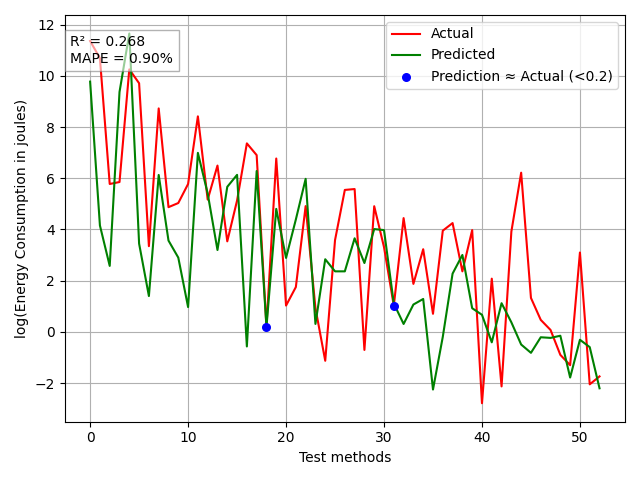 12
10
8
6
4
2
0
−2
log(Energy Consumption in joules)
R² = 0.268
MAPE = 0.90%
Actual
Predicted
Prediction ≈ Actual (<0.2)
0 10 20 30 40 50
Test methods